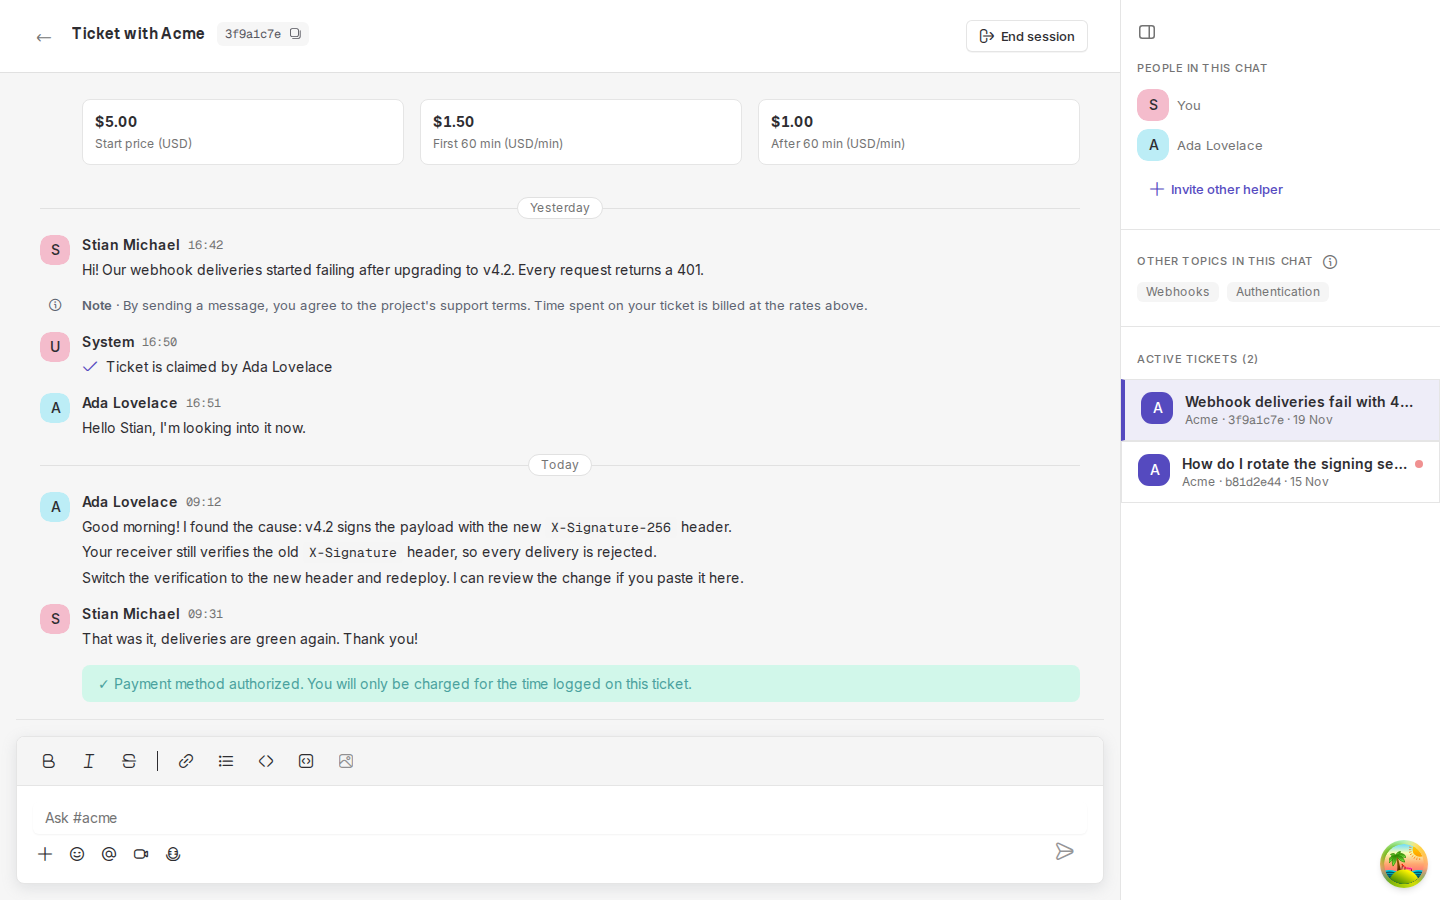 Ticket with Acme
3f9a1c7e
End session
$5.00
Start price (USD)
$1.50
First 60 min (USD/min)
$1.00
After 60 min (USD/min)
Yesterday
S
Stian Michael 16:42
Hi! Our webhook deliveries started failing after upgrading to v4.2. Every request returns a 401.
Note · By sending a message, you agree to the project's support terms. Time spent on your ticket is billed at the rates above.
U
System 16:50
Ticket is claimed by Ada Lovelace
A
Ada Lovelace 16:51
Hello Stian, I'm looking into it now.
Today
A
Ada Lovelace 09:12
Good morning! I found the cause: v4.2 signs the payload with the new X-Signature-256 header.
Your receiver still verifies the old X-Signature header, so every delivery is rejected.
Switch the verification to the new header and redeploy. I can review the change if you paste it here.
S
Stian Michael 09:31
That was it, deliveries are green again. Thank you!
✓ Payment method authorized. You will only be charged for the time logged on this ticket.
Ask #acme
PEOPLE IN THIS CHAT
S
You
A
Ada Lovelace
Invite other helper
OTHER TOPICS IN THIS CHAT
Webhooks
Authentication
ACTIVE TICKETS (2)
A
Webhook deliveries fail with 4...
Acme · 3f9a1c7e · 19 Nov
A
How do I rotate the signing se...
Acme · b81d2e44 · 15 Nov